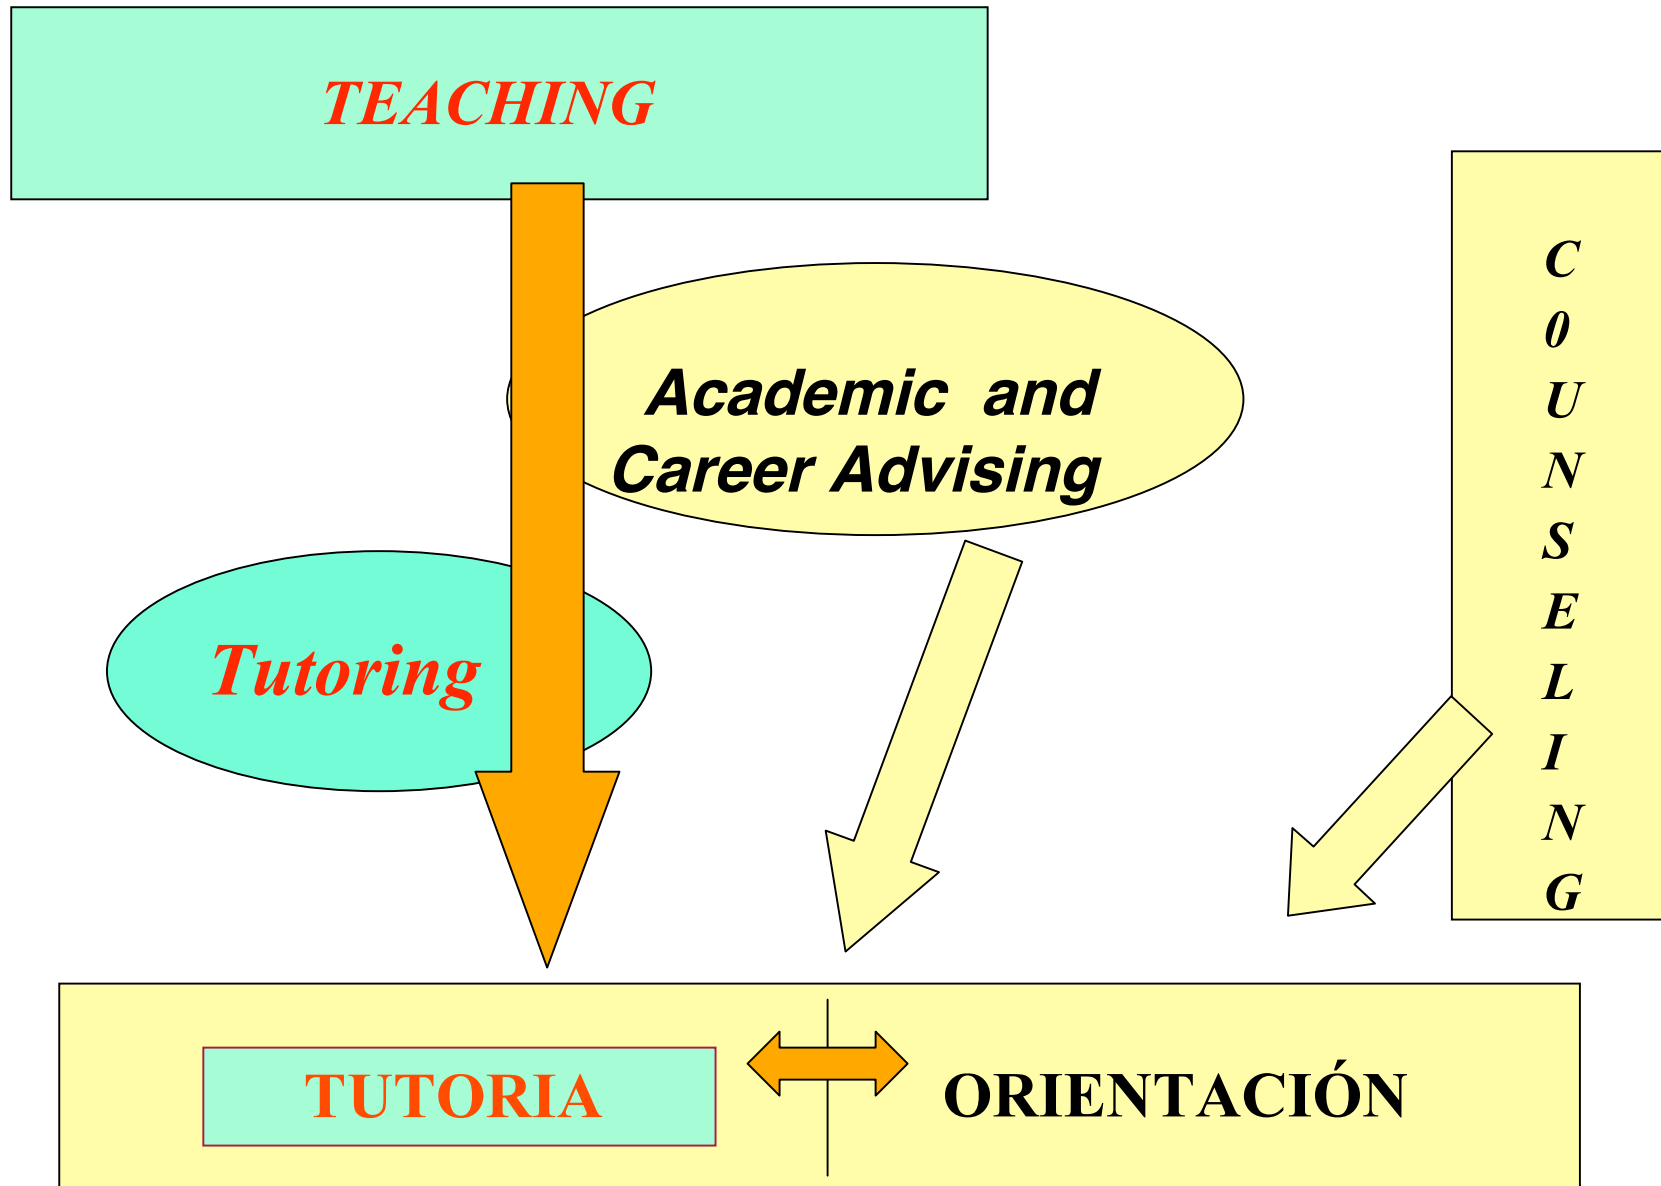 TEACHING
Academic and
Career Advising
Tutoring
C
0
U
N
S
E
L
I
N
G
TUTORIA
ORIENTACIÓN